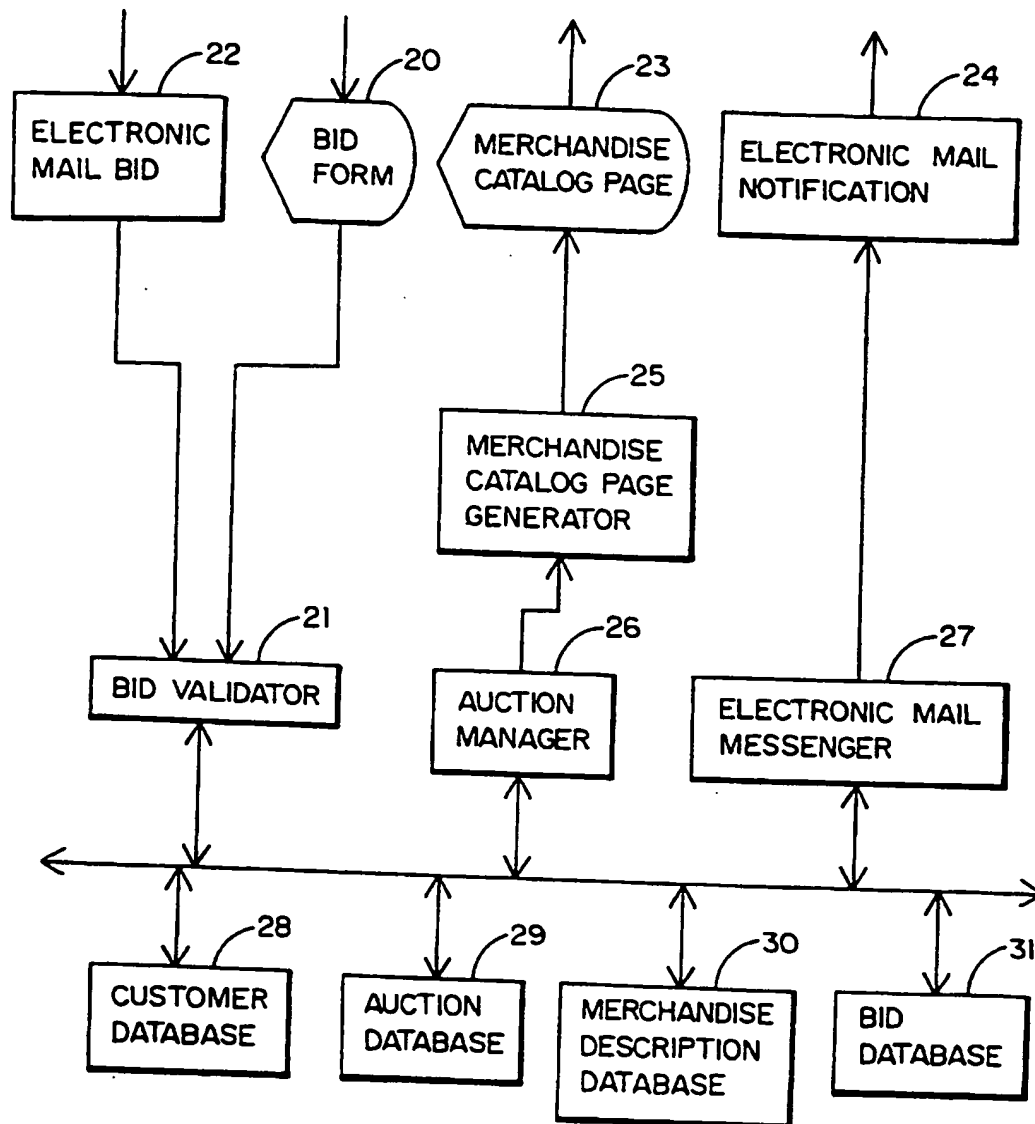 22
20
23
24
ELECTRONIC
MAIL BID
BID
FORM
MERCHANDISE
CATALOG PAGE
ELECTRONIC MAIL
NOTIFICATION
25
MERCHANDISE
CATALOG PAGE
GENERATOR
21
BID VALIDATOR
26
AUCTION
MANAGER
27
ELECTRONIC MAIL
MESSENGER
28
CUSTOMER
DATABASE
29
AUCTION
DATABASE
30
MERCHANDISE
DESCRIPTION
DATABASE
31
BID
DATABASE